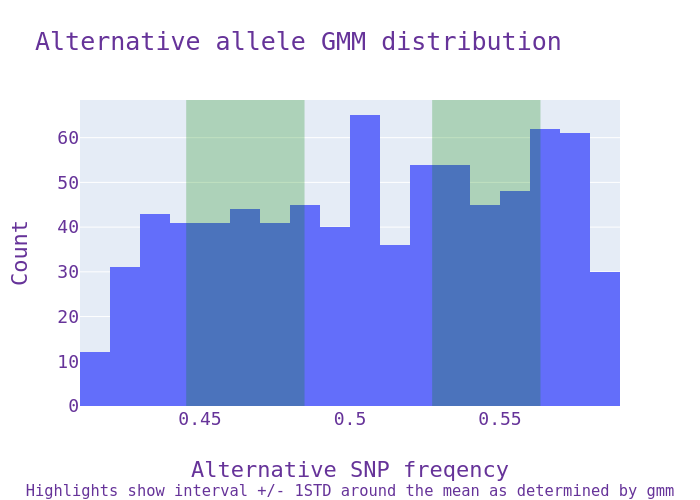 Alternative allele GMM distribution
60
50
40
30
20
10
0
Count
0.45 0.5 0.55
Alternative SNP freqency
Highlights show interval +/- 1STD around the mean as determined by gmm